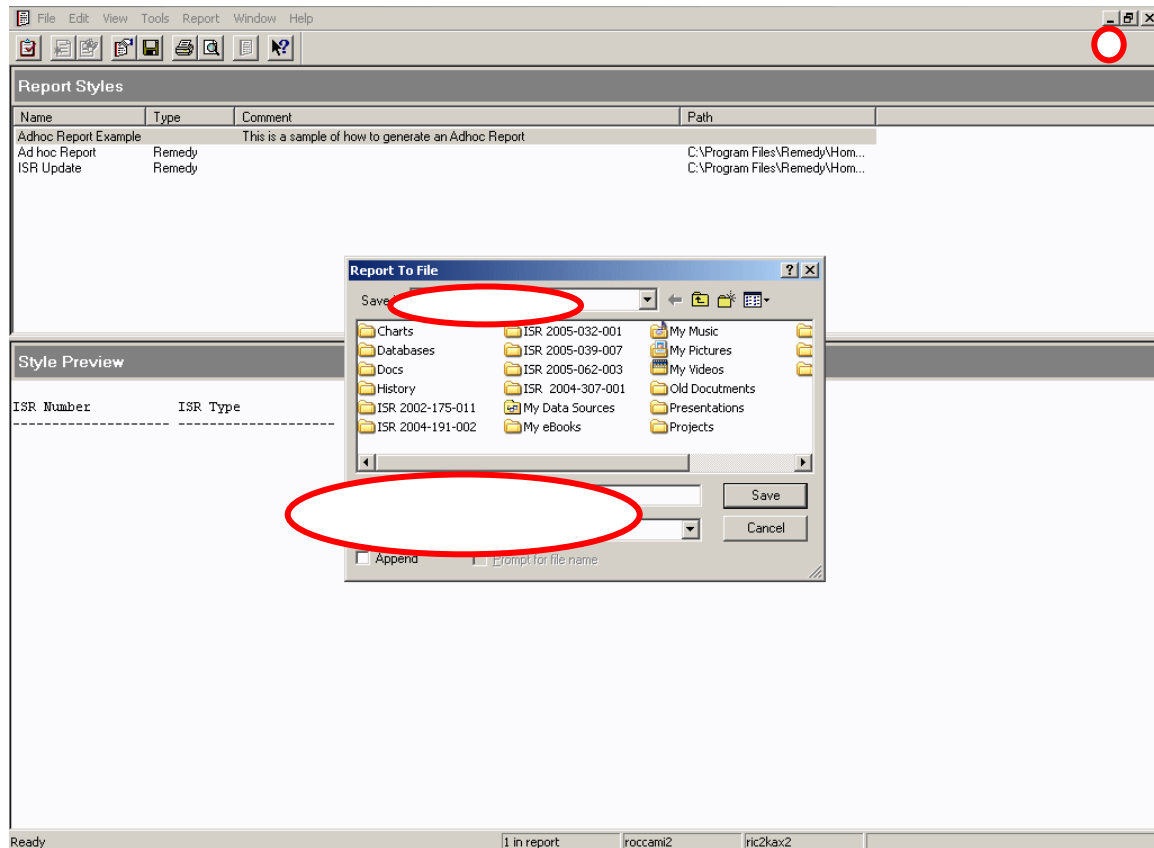 File Edit View Tools Report Window Help
Report Styles
Name Type Comment Path
Adhoc Report Example This is a sample of how to generate an Adhoc Report
Ad hoc Report Remedy C:\Program Files\Remedy\Hom...
ISR Update Remedy C:\Program Files\Remedy\Hom...
Report To File
Save
Charts ISR 2005-032-001 My Music
Databases ISR 2005-039-007 My Pictures
Docs ISR 2005-062-003 My Videos
History ISR 2004-307-001 Old Docutments
ISR 2002-175-011 My Data Sources Presentations
ISR 2004-191-002 My eBooks Projects
Save
Cancel
Append Prompt for file name
Style Preview
ISR Number ISR Type
--------------------- ---------------------
Ready 1 in report roccami2 ric2kax2